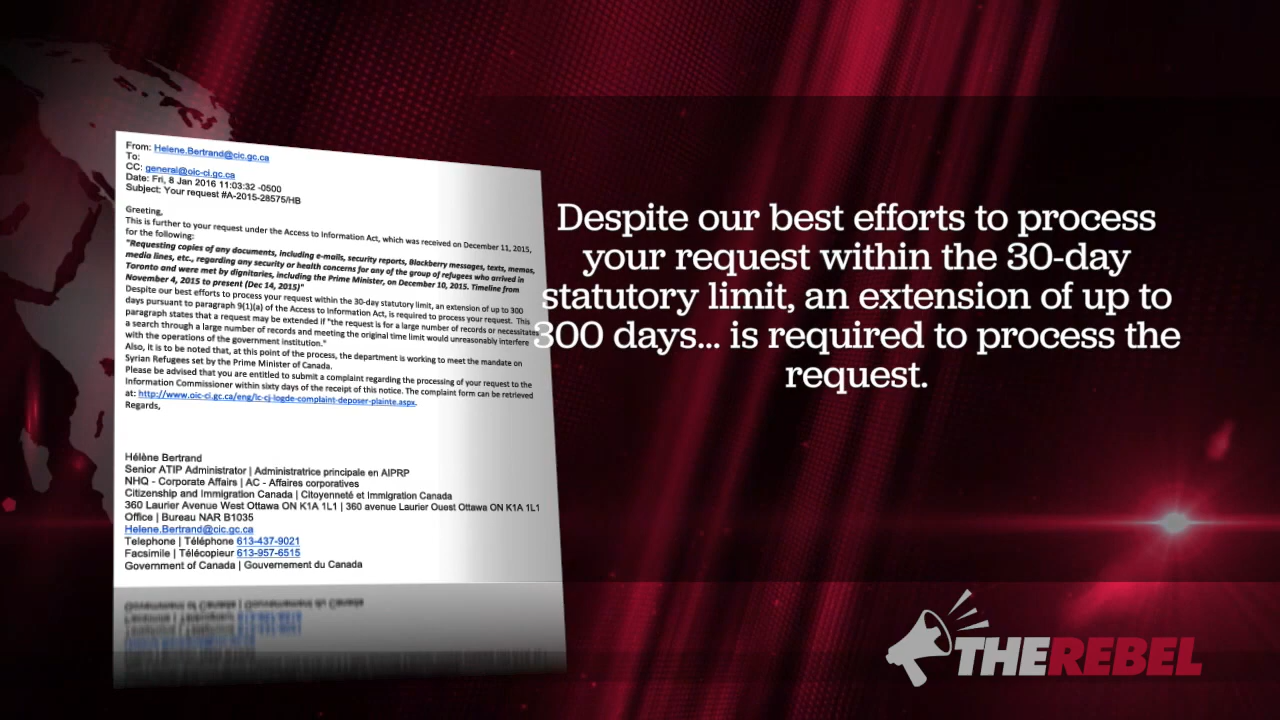 From: Helene.Bertrand@cic.gc.ca
To:
CC: general@oic-ci.gc.ca
Date: Fri, 8 Jan 2016 11:03:32 -0500
Subject: Your request #A-2015-28575/HB
Greeting,
This is further to your request under the Access to Information Act, which was received on December 11, 2015,
for the following:
"Requesting copies of any documents, including e-mails, security reports, Blackberry messages, texts, memos,
media lines, etc., regarding any security or health concerns for any of the group of refugees who arrived in
Toronto and were met by dignitaries, including the Prime Minister, on December 10, 2015. Timeline from
November 4, 2015 to present (Dec 14, 2015)"
Despite our best efforts to process your request within the 30-day statutory limit, an extension of up to 300
days pursuant to paragraph 9(1)(a) of the Access to Information Act, is required to process your request. This
paragraph states that a request may be extended if "the request is for a large number of records or necessitates
a search through a large number of records and meeting the original time limit would unreasonably interfere
with the operations of the government institution."
Also, it is to be noted that, at this point of the process, the department is working to meet the mandate on
Syrian Refugees set by the Prime Minister of Canada.
Please be advised that you are entitled to submit a complaint regarding the processing of your request to the
Information Commissioner within sixty days of the receipt of this notice. The complaint form can be retrieved
at: http://www.oic-ci.gc.ca/eng/lc-cj-logde-complaint-deposer-plainte.aspx.
Regards,
Hélène Bertrand
Senior ATIP Administrator | Administratrice principale en AIPRP
NHQ - Corporate Affairs | AC - Affaires corporatives
Citizenship and Immigration Canada | Citoyenneté et Immigration Canada
360 Laurier Avenue West Ottawa ON K1A 1L1 | 360 avenue Laurier Ouest Ottawa ON K1A 1L1
Office | Bureau NAR B1035
Helene.Bertrand@cic.gc.ca
Telephone | Téléphone 613-437-9021
Facsimile | Télécopieur 613-957-6515
Government of Canada | Gouvernement du Canada
Despite our best efforts to process
your request within the 30-day
statutory limit, an extension of up to
300 days... is required to process the
request.
THEREBEL